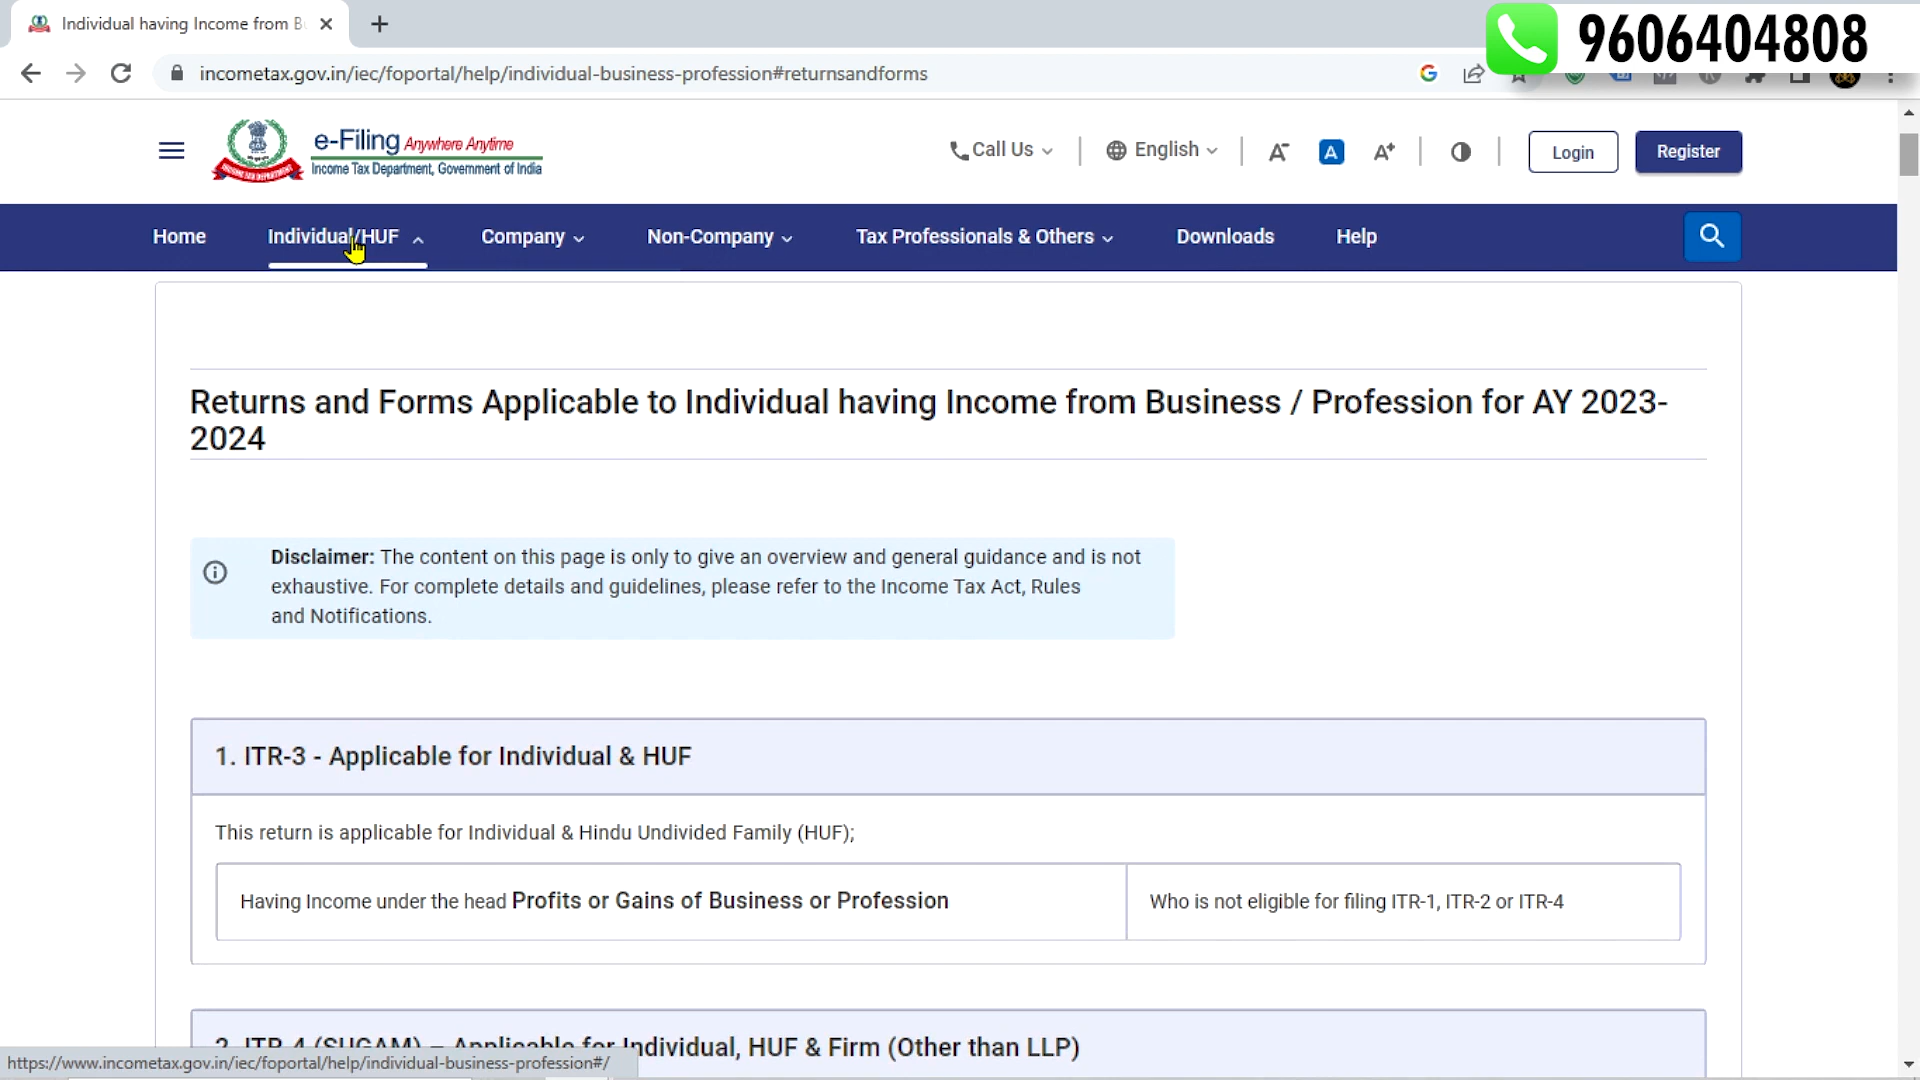 Individual having Income from B
9606404808
incometax.gov.in/iec/foportal/help/individual-business-profession#returnsandforms
e-Filing Anywhere Anytime
Income Tax Department, Government of India
Call Us
English
A-
A
A+
Login
Register
Home
Individual/HUF
Company
Non-Company
Tax Professionals & Others
Downloads
Help
Returns and Forms Applicable to Individual having Income from Business / Profession for AY 2023-
2024
Disclaimer: The content on this page is only to give an overview and general guidance and is not
exhaustive. For complete details and guidelines, please refer to the Income Tax Act, Rules
and Notifications.
1. ITR-3 - Applicable for Individual & HUF
This return is applicable for Individual & Hindu Undivided Family (HUF);
Having Income under the head Profits or Gains of Business or Profession
Who is not eligible for filing ITR-1, ITR-2 or ITR-4
2. ITR-4 (SUGAM) – Applicable for Individual, HUF & Firm (Other than LLP)
https://www.incometax.gov.in/iec/foportal/help/individual-business-profession#/